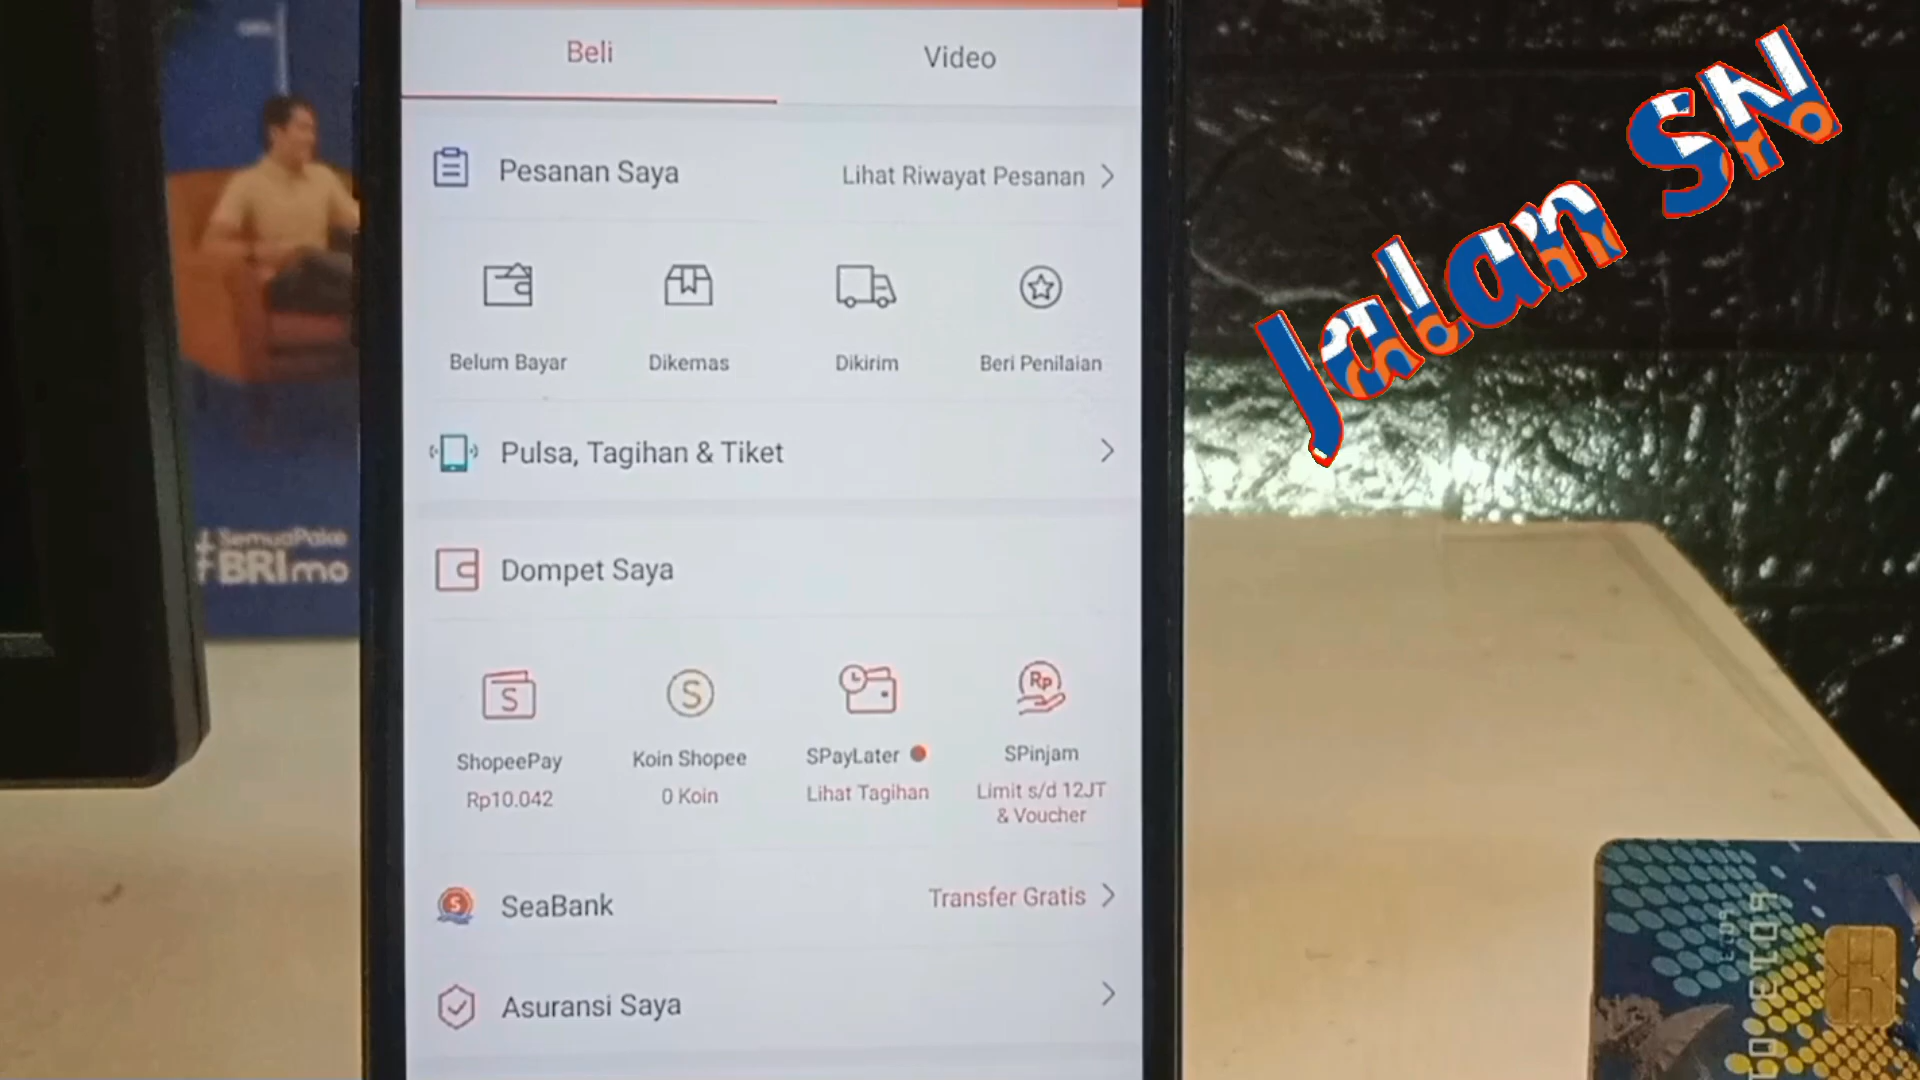 Beli
Video
Pesanan Saya
Lihat Riwayat Pesanan
Belum Bayar
Dikemas
Dikirim
Beri Penilaian
Pulsa, Tagihan & Tiket
Dompet Saya
ShopeePay
Koin Shopee
SPayLater
SPinjam
Rp10.042
0 Koin
Lihat Tagihan
Limit s/d 12JT
& Voucher
SeaBank
Transfer Gratis
Asuransi Saya
Jalan SN
#SemuaPake
BRImo
S
S
Rp